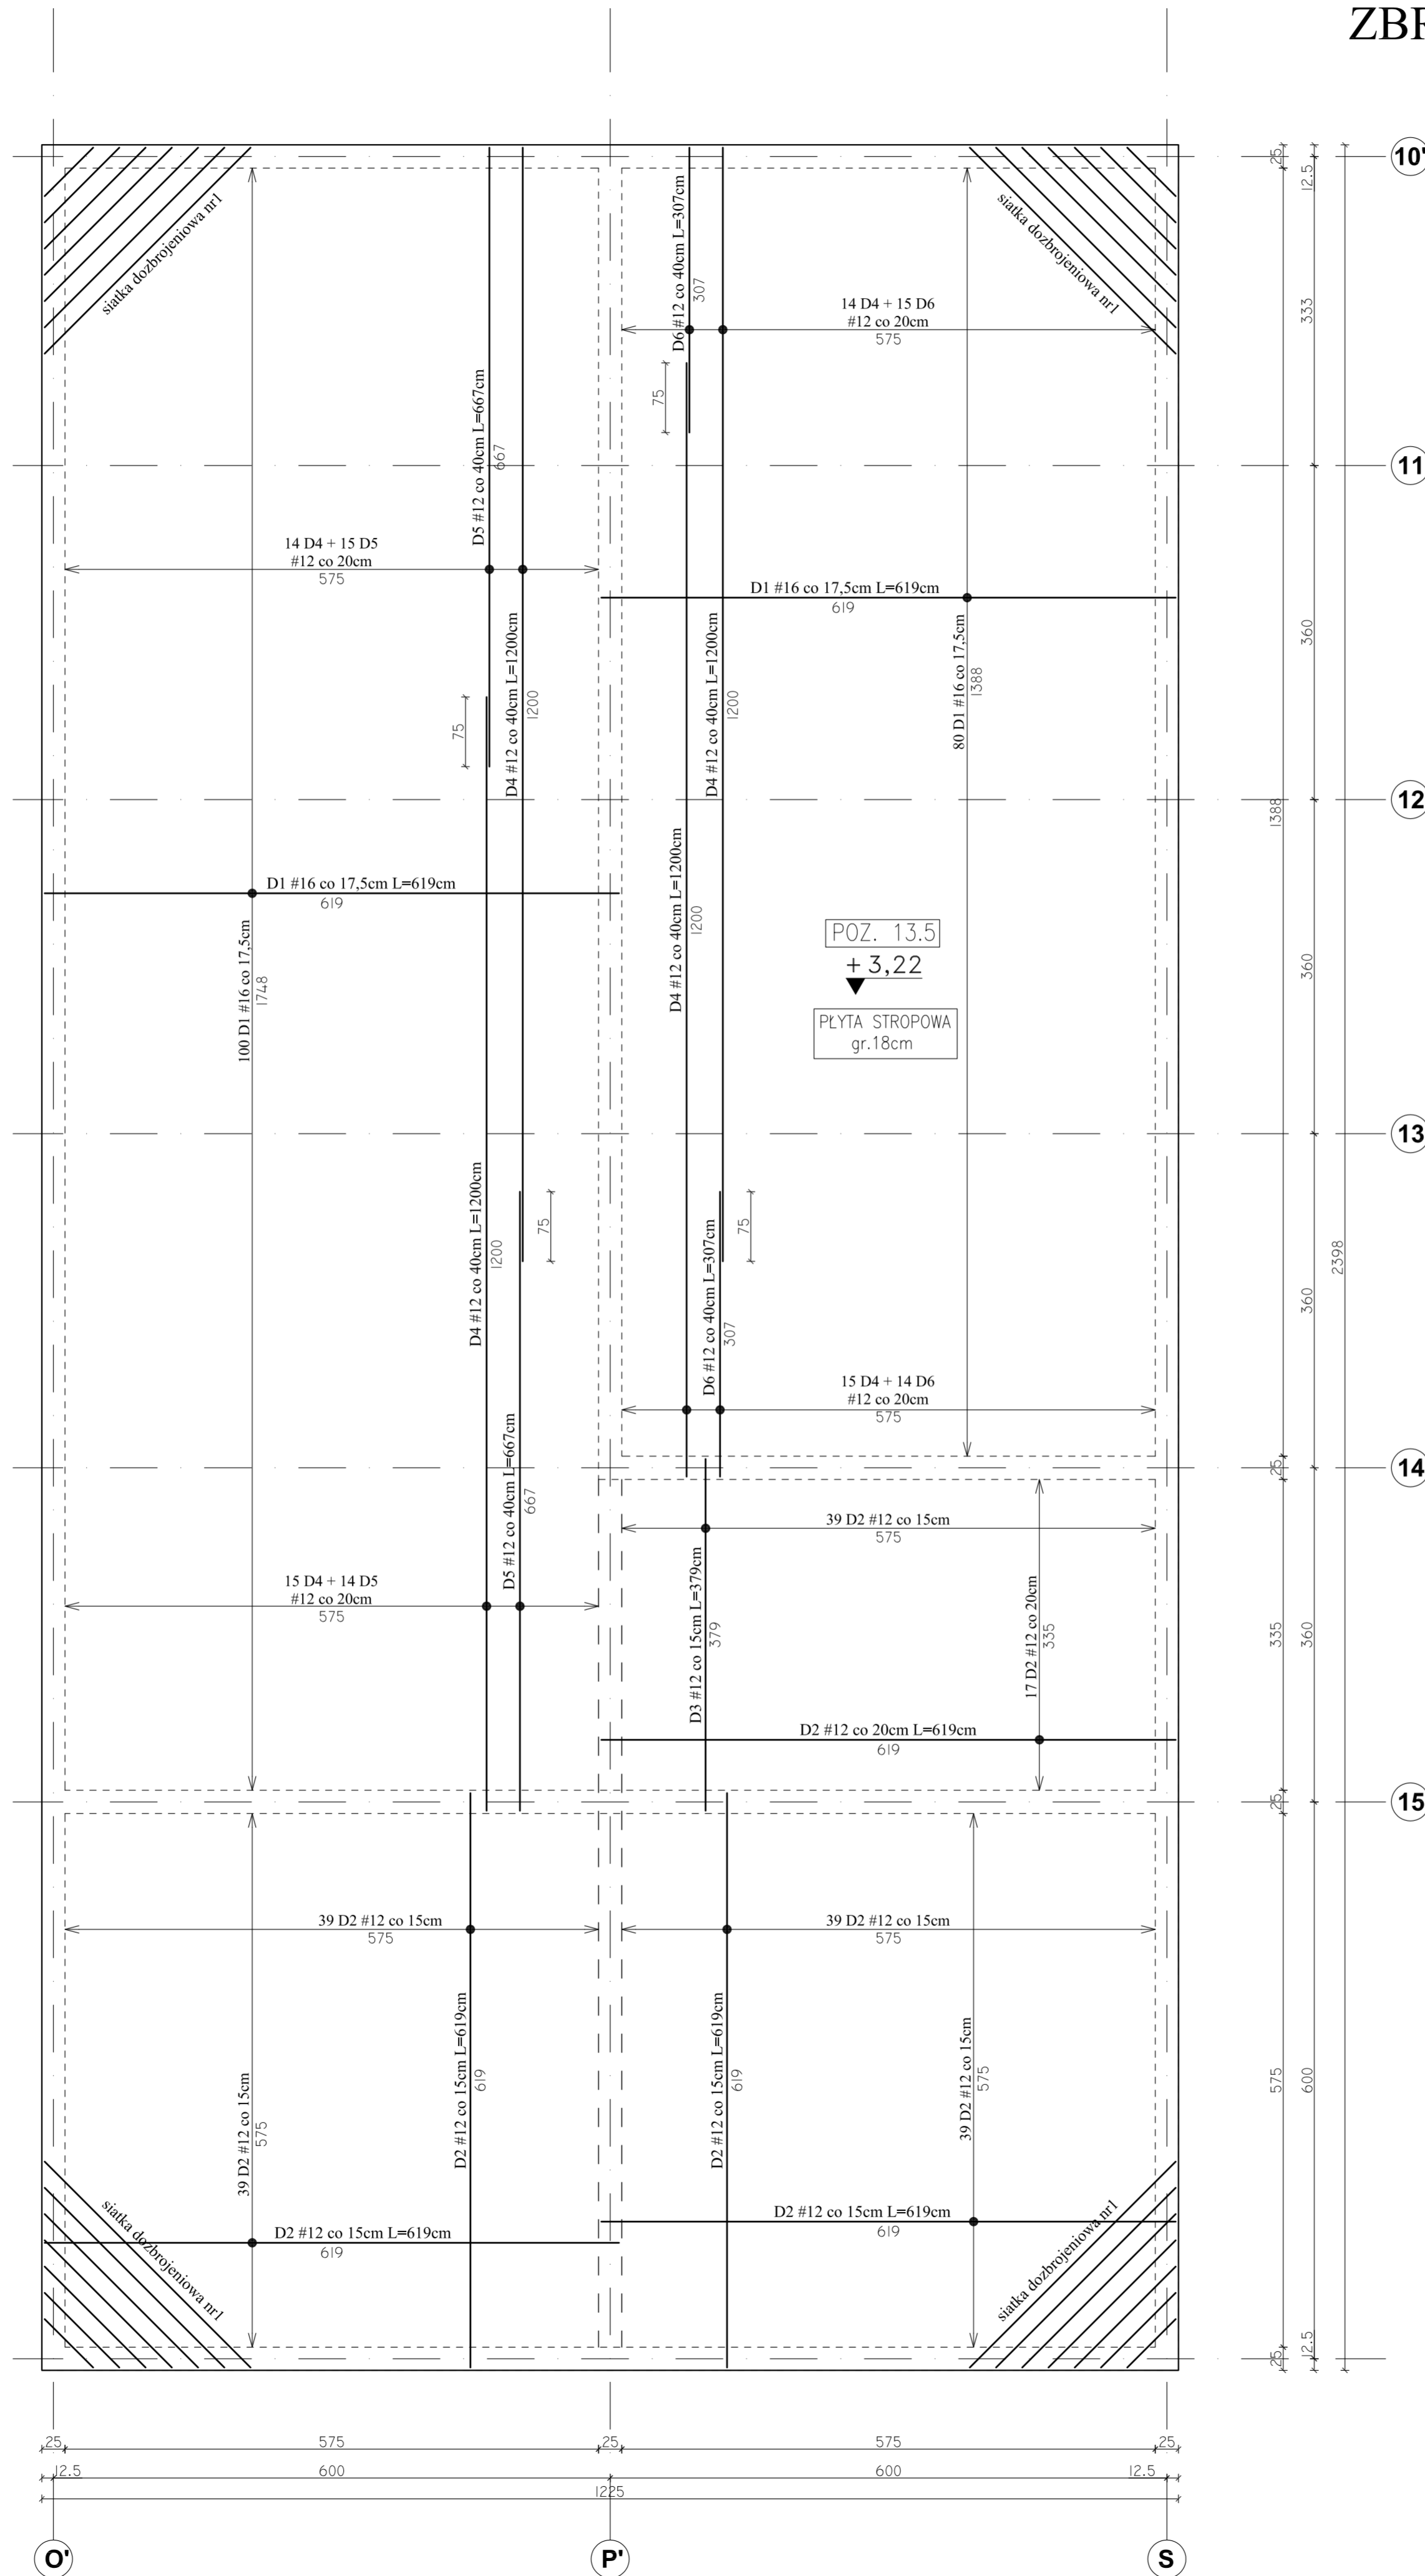 ZBR
10'
25
12.5
siatka dozbrojeniowa nr1
siatka dozbrojeniowa nr1
D6 #12 co 40cm L=307cm
307
14 D4 + 15 D6
#12 co 20cm
575
333
75
D5 #12 co 40cm L=667cm
667
11
14 D4 + 15 D5
#12 co 20cm
575
D1 #16 co 17,5cm L=619cm
619
D4 #12 co 40cm L=1200cm
1200
D4 #12 co 40cm L=1200cm
1200
80 D1 #16 co 17,5cm
1388
360
75
12
1388
D1 #16 co 17,5cm L=619cm
619
D4 #12 co 40cm L=1200cm
1200
POZ. 13.5
+ 3,22
PŁYTA STROPOWA
gr.18cm
100 D1 #16 co 17,5cm
1748
360
13
D4 #12 co 40cm L=1200cm
1200
75
75
D6 #12 co 40cm L=307cm
307
2398
360
15 D4 + 14 D6
#12 co 20cm
575
14
25
D5 #12 co 40cm L=667cm
667
39 D2 #12 co 15cm
575
15 D4 + 14 D5
#12 co 20cm
575
D3 #12 co 15cm L=379cm
379
17 D2 #12 co 20cm
335
335
360
D2 #12 co 20cm L=619cm
619
15
25
39 D2 #12 co 15cm
575
39 D2 #12 co 15cm
575
D2 #12 co 15cm L=619cm
619
D2 #12 co 15cm L=619cm
619
39 D2 #12 co 15cm
575
39 D2 #12 co 15cm
575
575
600
siatka dozbrojeniowa nr1
D2 #12 co 15cm L=619cm
619
D2 #12 co 15cm L=619cm
619
siatka dozbrojeniowa nr1
25
12.5
25
575
25
575
25
12.5
600
600
12.5
1225
O'
P'
S